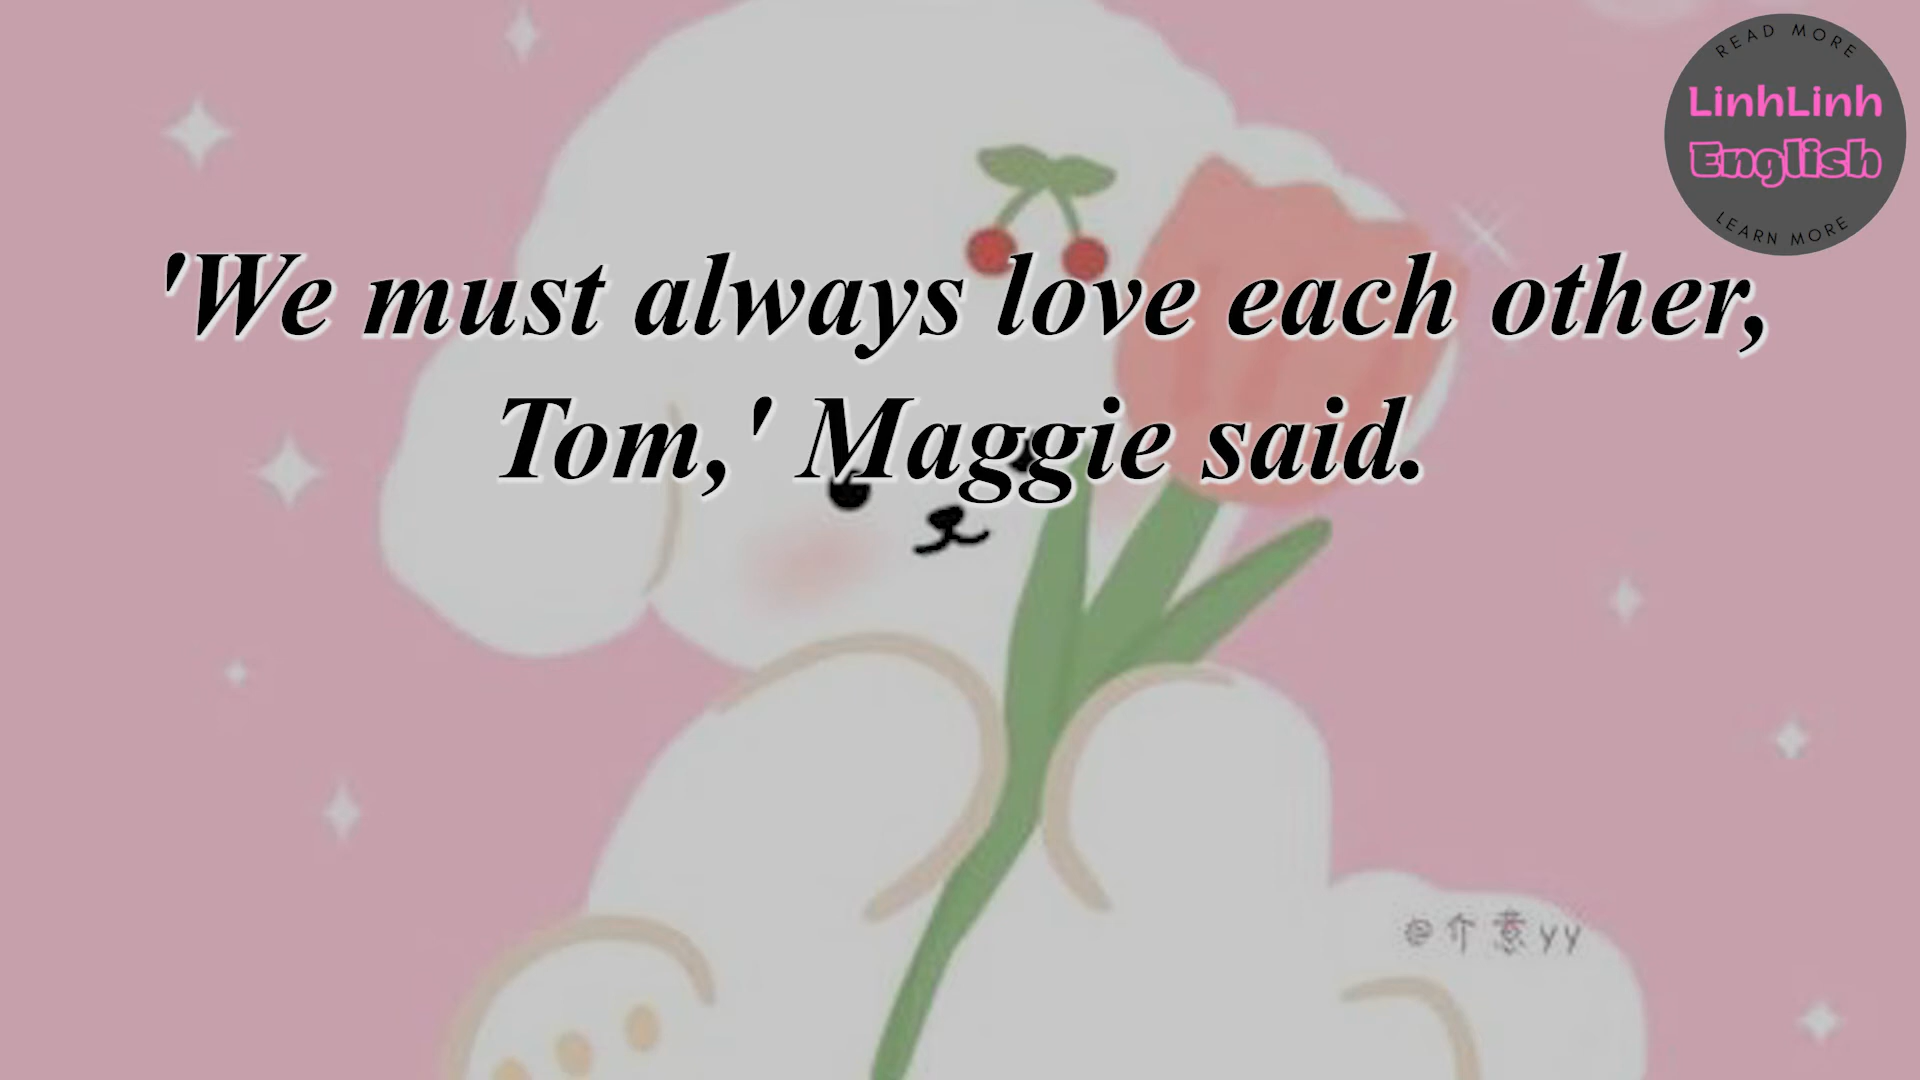 READ MORE
LinhLinh
English
LEARN MORE
'We must always love each other,
Tom,' Maggie said.
@介意yy